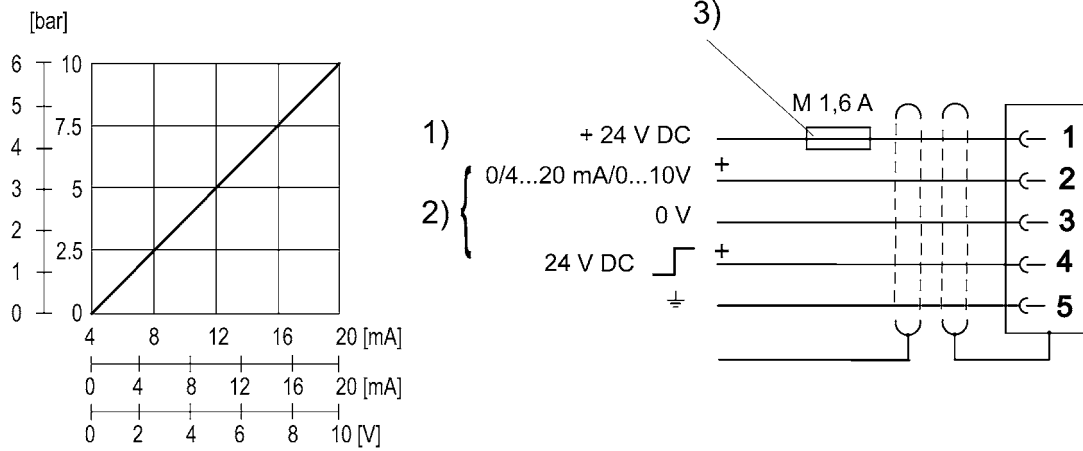 [bar]
6 10
5
7.5
4
3 5
2
2.5
1
0 0
4 8 12 16 20 [mA]
0 4 8 12 16 20 [mA]
0 2 4 6 8 10 [V]
3)
M 1,6 A
1) + 24 V DC 1
2) 0/4...20 mA/0...10V + 2
0 V 3
24 V DC + 4
5